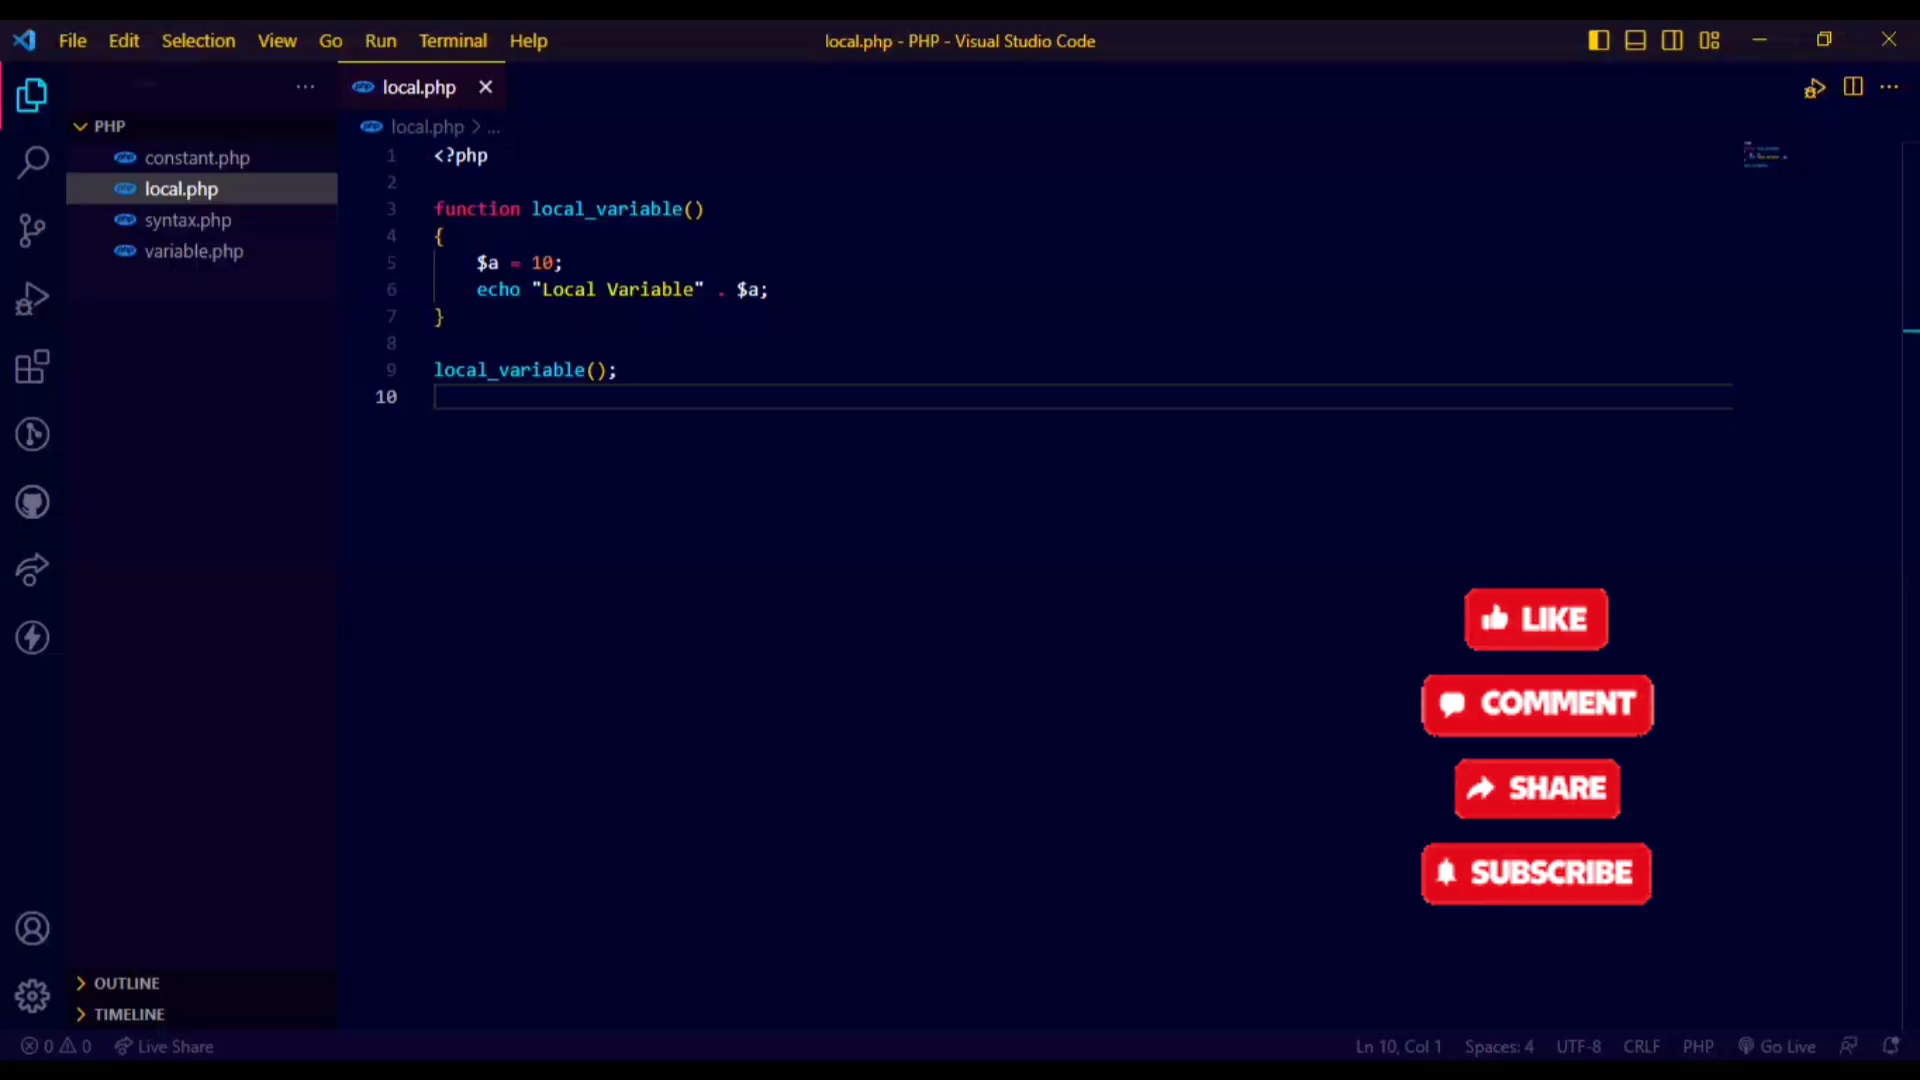 File Edit Selection View Go Run Terminal Help
local.php - PHP - Visual Studio Code
local.php
PHP
constant.php
local.php
syntax.php
variable.php
local.php > ...
1 <?php
2
3 function local_variable()
4 {
5 $a = 10;
6 echo "Local Variable" . $a;
7 }
8
9 local_variable();
10
LIKE
COMMENT
SHARE
SUBSCRIBE
OUTLINE
TIMELINE
0 0 Live Share
Ln 10, Col 1 Spaces: 4 UTF-8 CRLF PHP Go Live